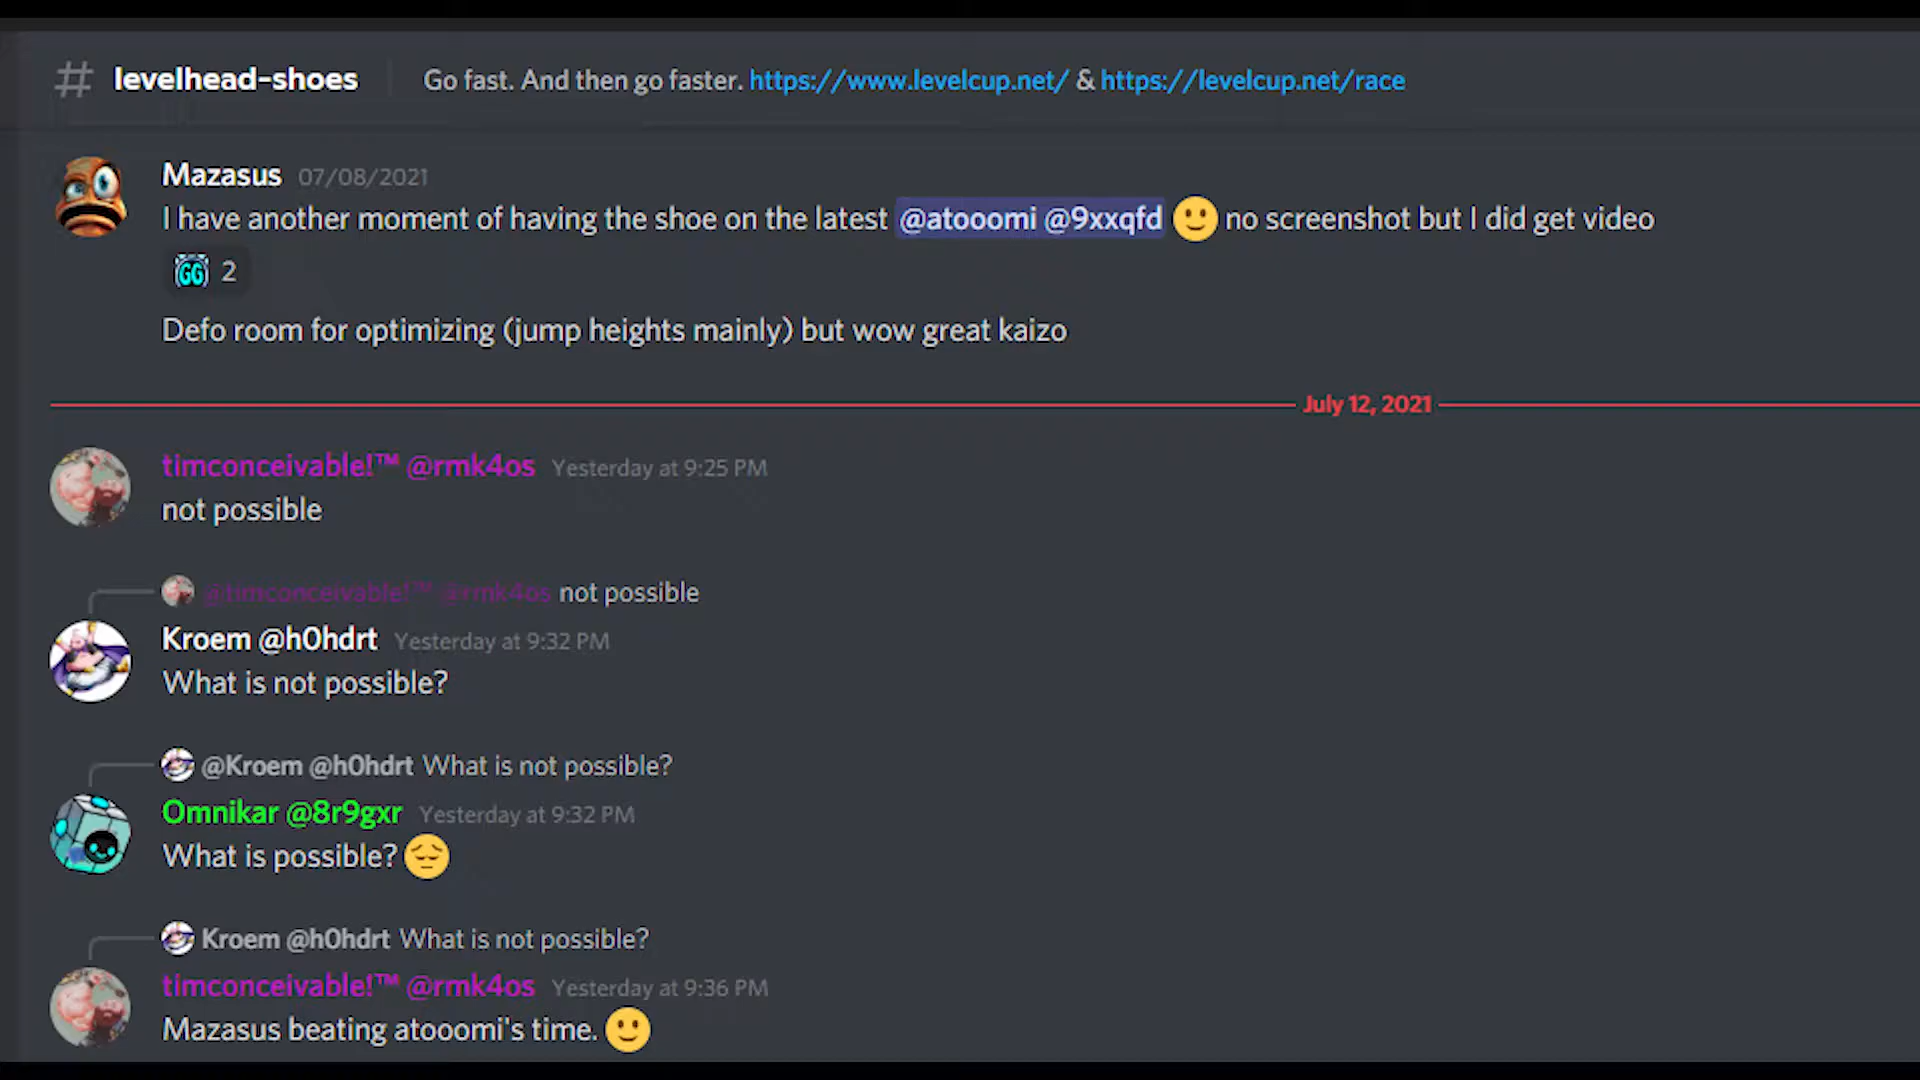 levelhead-shoes Go fast. And then go faster. https://www.levelcup.net/ & https://levelcup.net/race
Mazasus 07/08/2021
I have another moment of having the shoe on the latest @atooomi @9xxqfd 🙂 no screenshot but I did get video
GG 2
Defo room for optimizing (jump heights mainly) but wow great kaizo
July 12, 2021
timconceivable!™ @rmk4os Yesterday at 9:25 PM
not possible
@timconceivable!™ @rmk4os not possible
Kroem @h0hdrt Yesterday at 9:32 PM
What is not possible?
@Kroem @h0hdrt What is not possible?
Omnikar @8r9gxr Yesterday at 9:32 PM
What is possible? 😔
Kroem @h0hdrt What is not possible?
timconceivable!™ @rmk4os Yesterday at 9:36 PM
Mazasus beating atooomi's time. 🙂